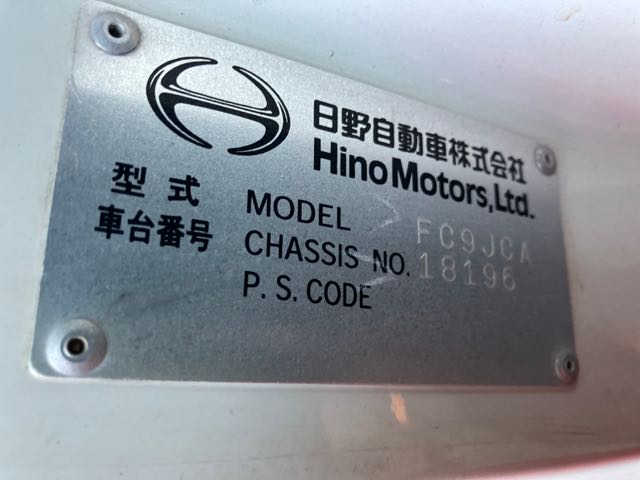 日野自動車株式会社
Hino Motors, Ltd.
型式 MODEL FC9JCA
車台番号 CHASSIS NO. 18196
P. S. CODE